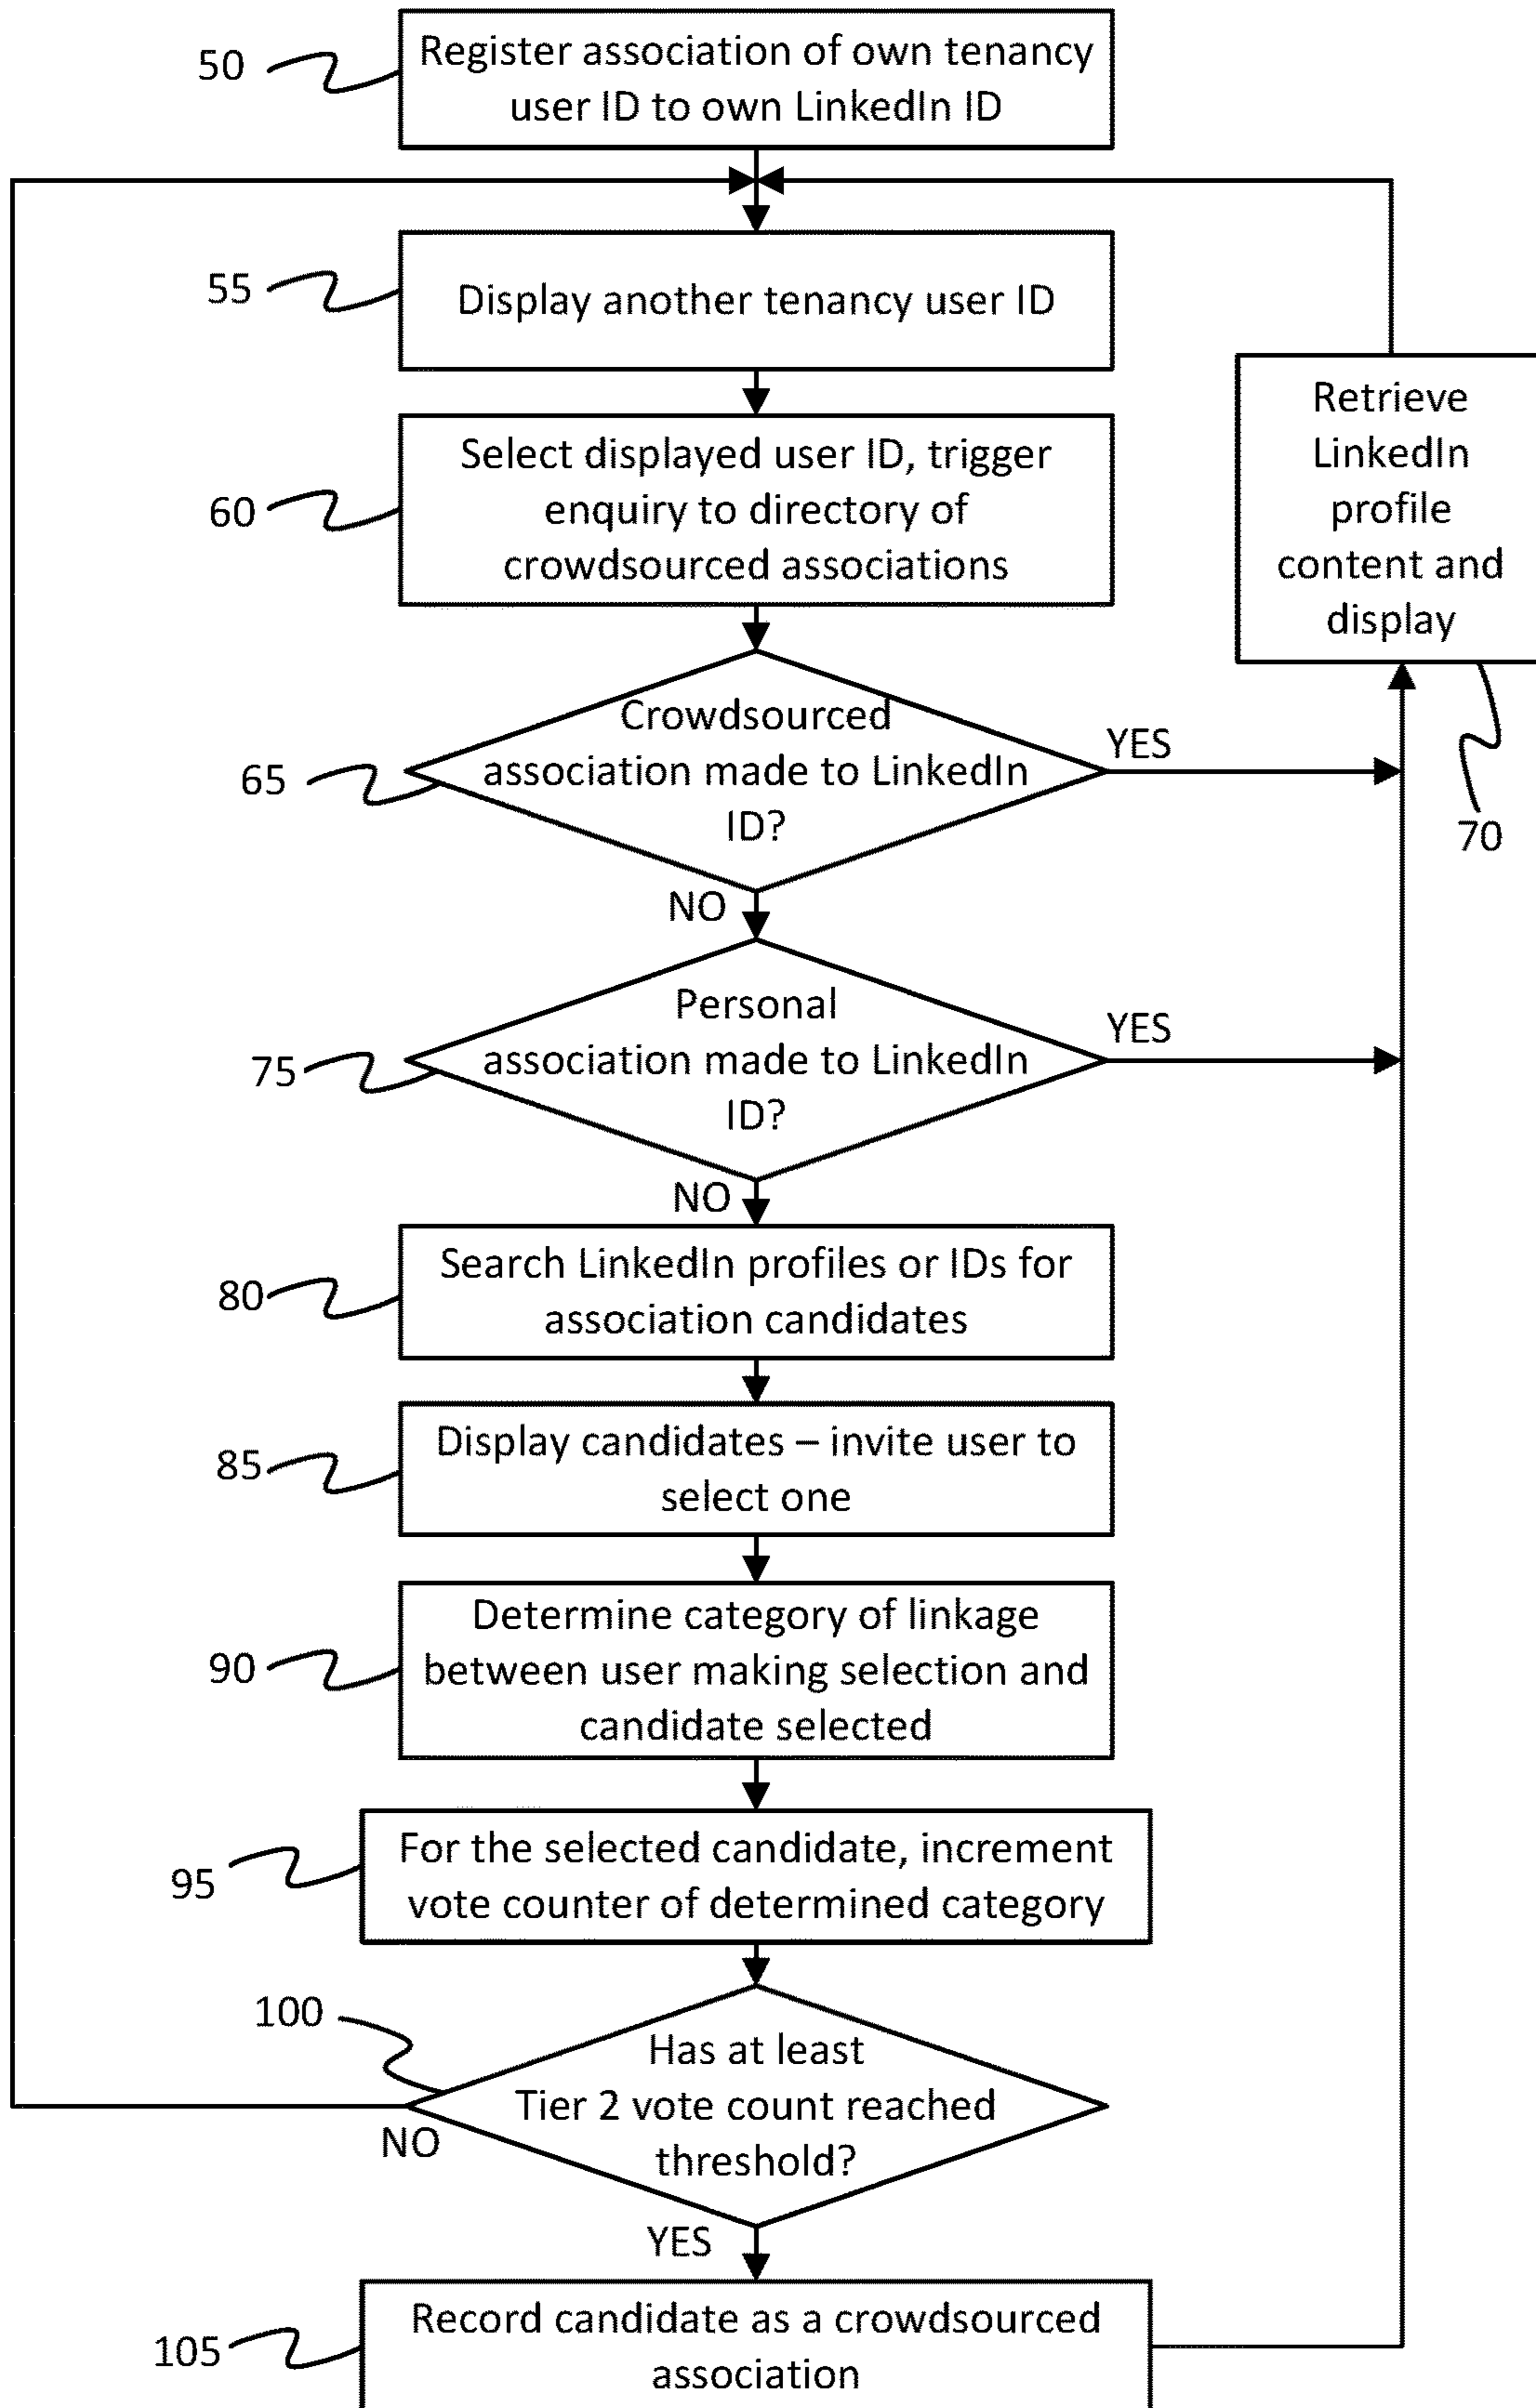 50
Register association of own tenancy
user ID to own LinkedIn ID
55
Display another tenancy user ID
60
Select displayed user ID, trigger
enquiry to directory of
crowdsourced associations
Retrieve
LinkedIn
profile
content and
display
70
65
Crowdsourced
association made to LinkedIn
ID?
YES
NO
75
Personal
association made to LinkedIn
ID?
YES
NO
80
Search LinkedIn profiles or IDs for
association candidates
85
Display candidates – invite user to
select one
90
Determine category of linkage
between user making selection and
candidate selected
95
For the selected candidate, increment
vote counter of determined category
100
Has at least
Tier 2 vote count reached
threshold?
NO
YES
105
Record candidate as a crowdsourced
association